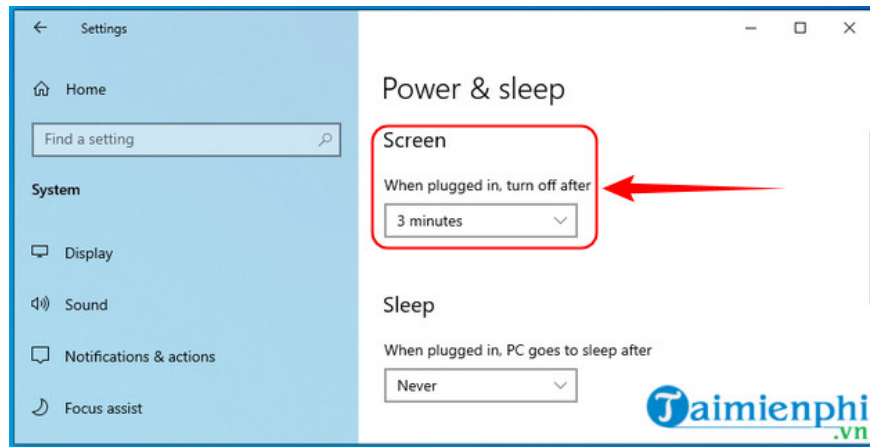 Settings
Home
Find a setting
System
Display
Sound
Notifications & actions
Focus assist
Power & sleep
Screen
When plugged in, turn off after
3 minutes
Sleep
When plugged in, PC goes to sleep after
Never
Taimienphi
.vn